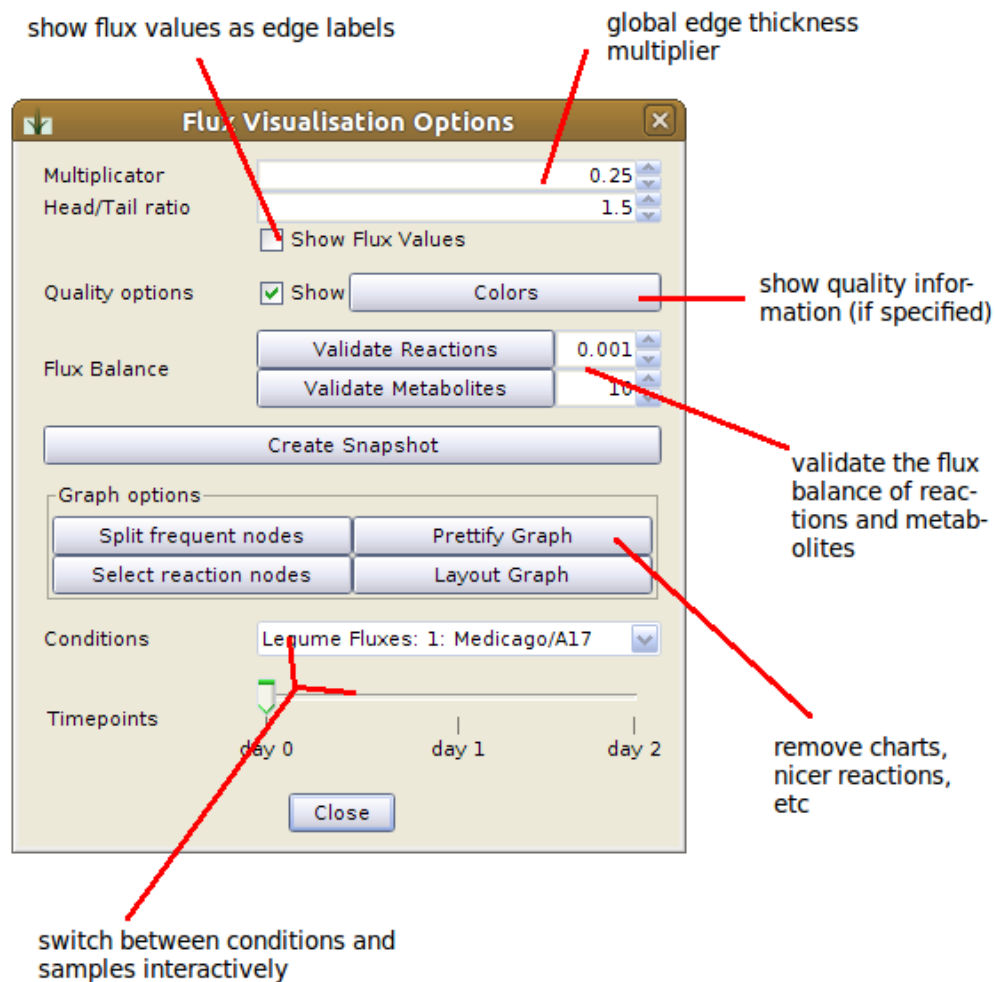 show flux values as edge labels
global edge thickness
multiplier
Flux Visualisation Options
Multiplicator 0.25
Head/Tail ratio 1.5
Show Flux Values
Quality options Show Colors
show quality infor-
mation (if specified)
Flux Balance
Validate Reactions 0.001
Validate Metabolites 10
Create Snapshot
validate the flux
balance of reac-
tions and metab-
olites
Graph options
Split frequent nodes Prettify Graph
Select reaction nodes Layout Graph
Conditions Legume Fluxes: 1: Medicago/A17
Timepoints
day 0 day 1 day 2
remove charts,
nicer reactions,
etc
Close
switch between conditions and
samples interactively